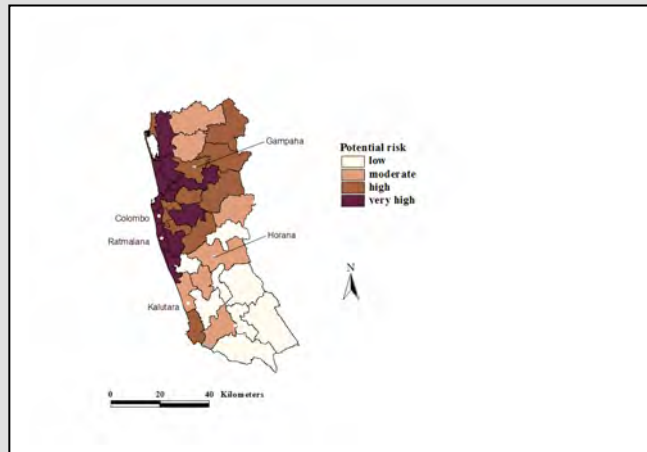 Gampaha
Potential risk
low
moderate
high
very high
Colombo
Ratmalana
Horana
N
Kalutara
0 20 40 Kilometers